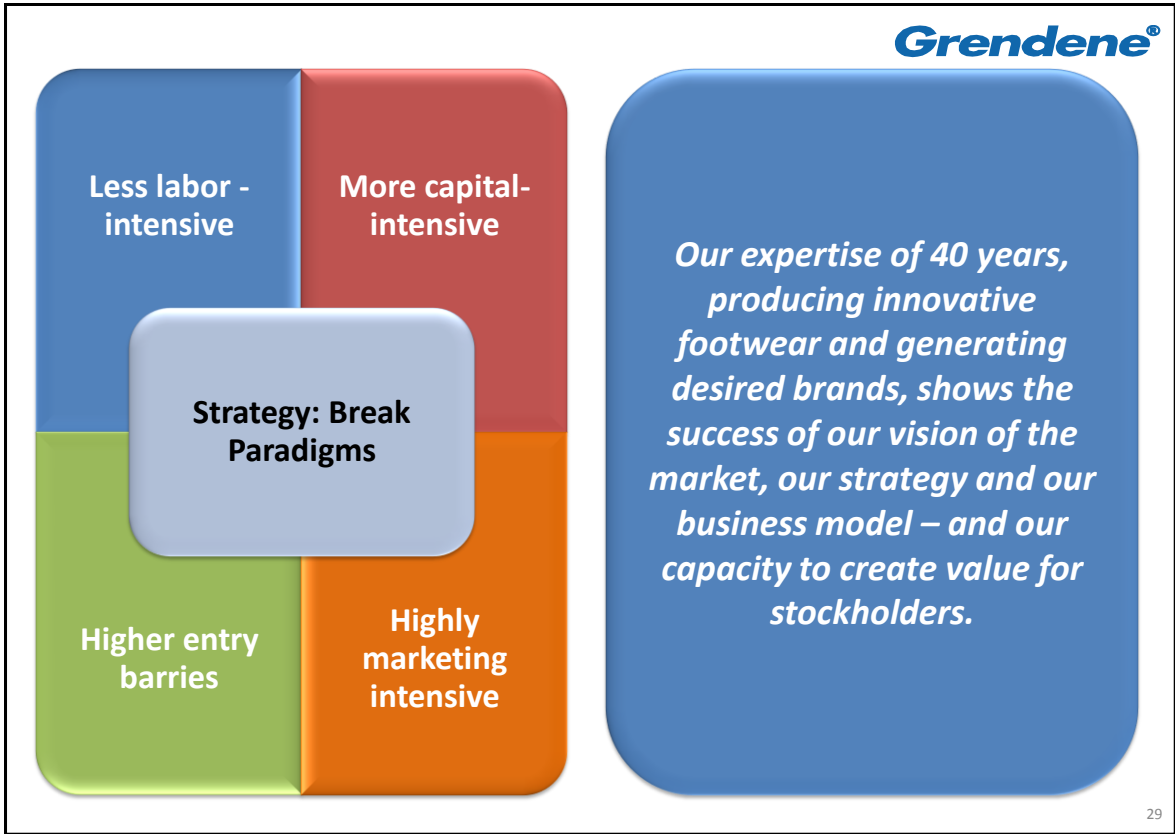 Grendene®
Less labor -
intensive
More capital-
intensive
Strategy: Break
Paradigms
Higher entry
barries
Highly
marketing
intensive
Our expertise of 40 years,
producing innovative
footwear and generating
desired brands, shows the
success of our vision of the
market, our strategy and our
business model – and our
capacity to create value for
stockholders.
29